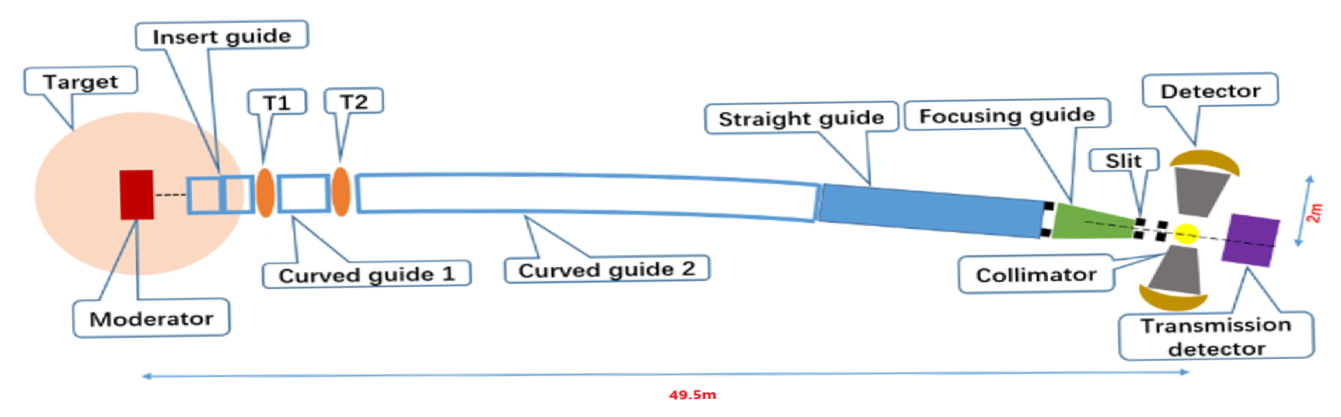 Insert guide
Target
T1
T2
Straight guide
Focusing guide
Detector
Slit
2m
Curved guide 1
Curved guide 2
Collimator
Moderator
Transmission
detector
49.5m